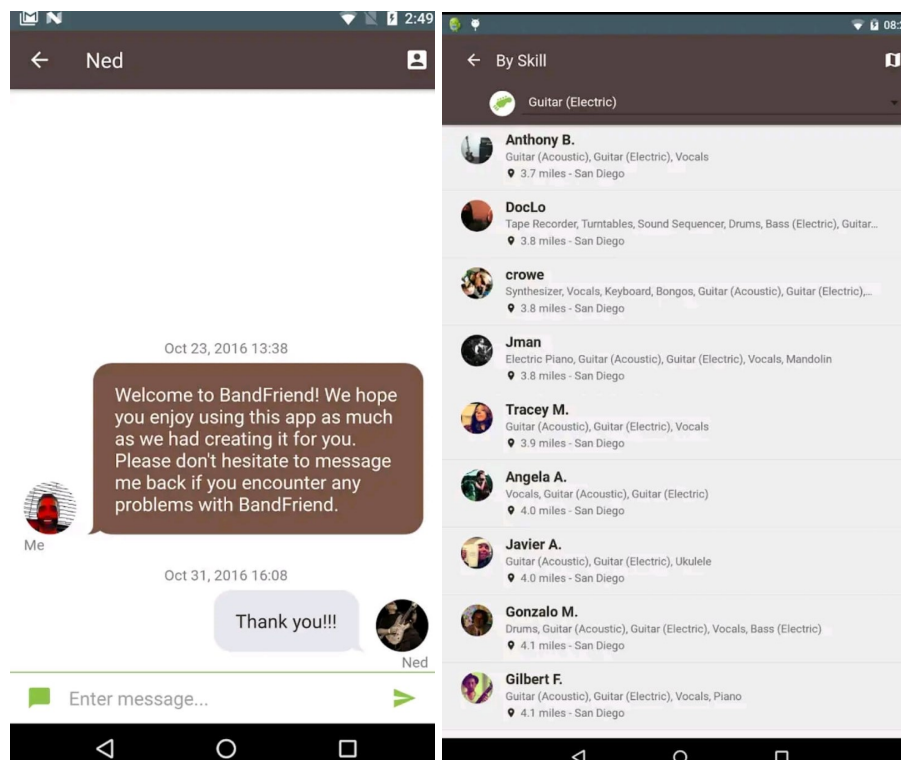 2:49
Ned
Oct 23, 2016 13:38
Welcome to BandFriend! We hope
you enjoy using this app as much
as we had creating it for you.
Please don't hesitate to message
me back if you encounter any
problems with BandFriend.
Me
Oct 31, 2016 16:08
Thank you!!!
Ned
Enter message...
08:
By Skill
Guitar (Electric)
Anthony B.
Guitar (Acoustic), Guitar (Electric), Vocals
3.7 miles - San Diego
DocLo
Tape Recorder, Turntables, Sound Sequencer, Drums, Bass (Electric), Guitar...
3.8 miles - San Diego
crowe
Synthesizer, Vocals, Keyboard, Bongos, Guitar (Acoustic), Guitar (Electric),...
3.8 miles - San Diego
Jman
Electric Piano, Guitar (Acoustic), Guitar (Electric), Vocals, Mandolin
3.8 miles - San Diego
Tracey M.
Guitar (Acoustic), Guitar (Electric), Vocals
3.9 miles - San Diego
Angela A.
Vocals, Guitar (Acoustic), Guitar (Electric)
4.0 miles - San Diego
Javier A.
Guitar (Acoustic), Guitar (Electric), Ukulele
4.0 miles - San Diego
Gonzalo M.
Drums, Guitar (Acoustic), Guitar (Electric), Vocals, Bass (Electric)
4.1 miles - San Diego
Gilbert F.
Guitar (Acoustic), Guitar (Electric), Vocals, Piano
4.1 miles - San Diego